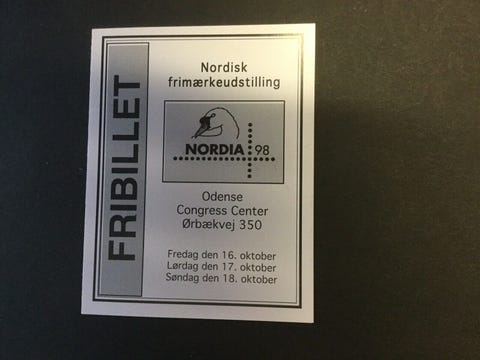 FRIBILLET
Nordisk
frimærkeudstilling
NORDIA 98
Odense
Congress Center
Ørbækvej 350
Fredag den 16. oktober
Lørdag den 17. oktober
Søndag den 18. oktober